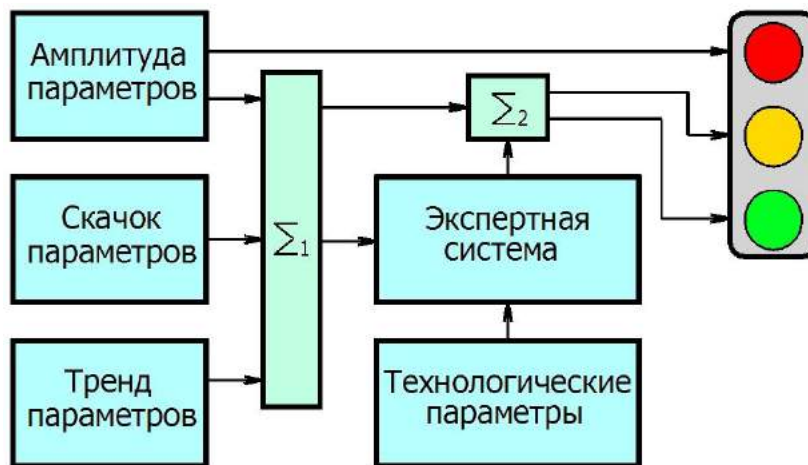 Амплитуда
параметров
Скачок
параметров
Тренд
параметров
∑1
∑2
Экспертная
система
Технологические
параметры